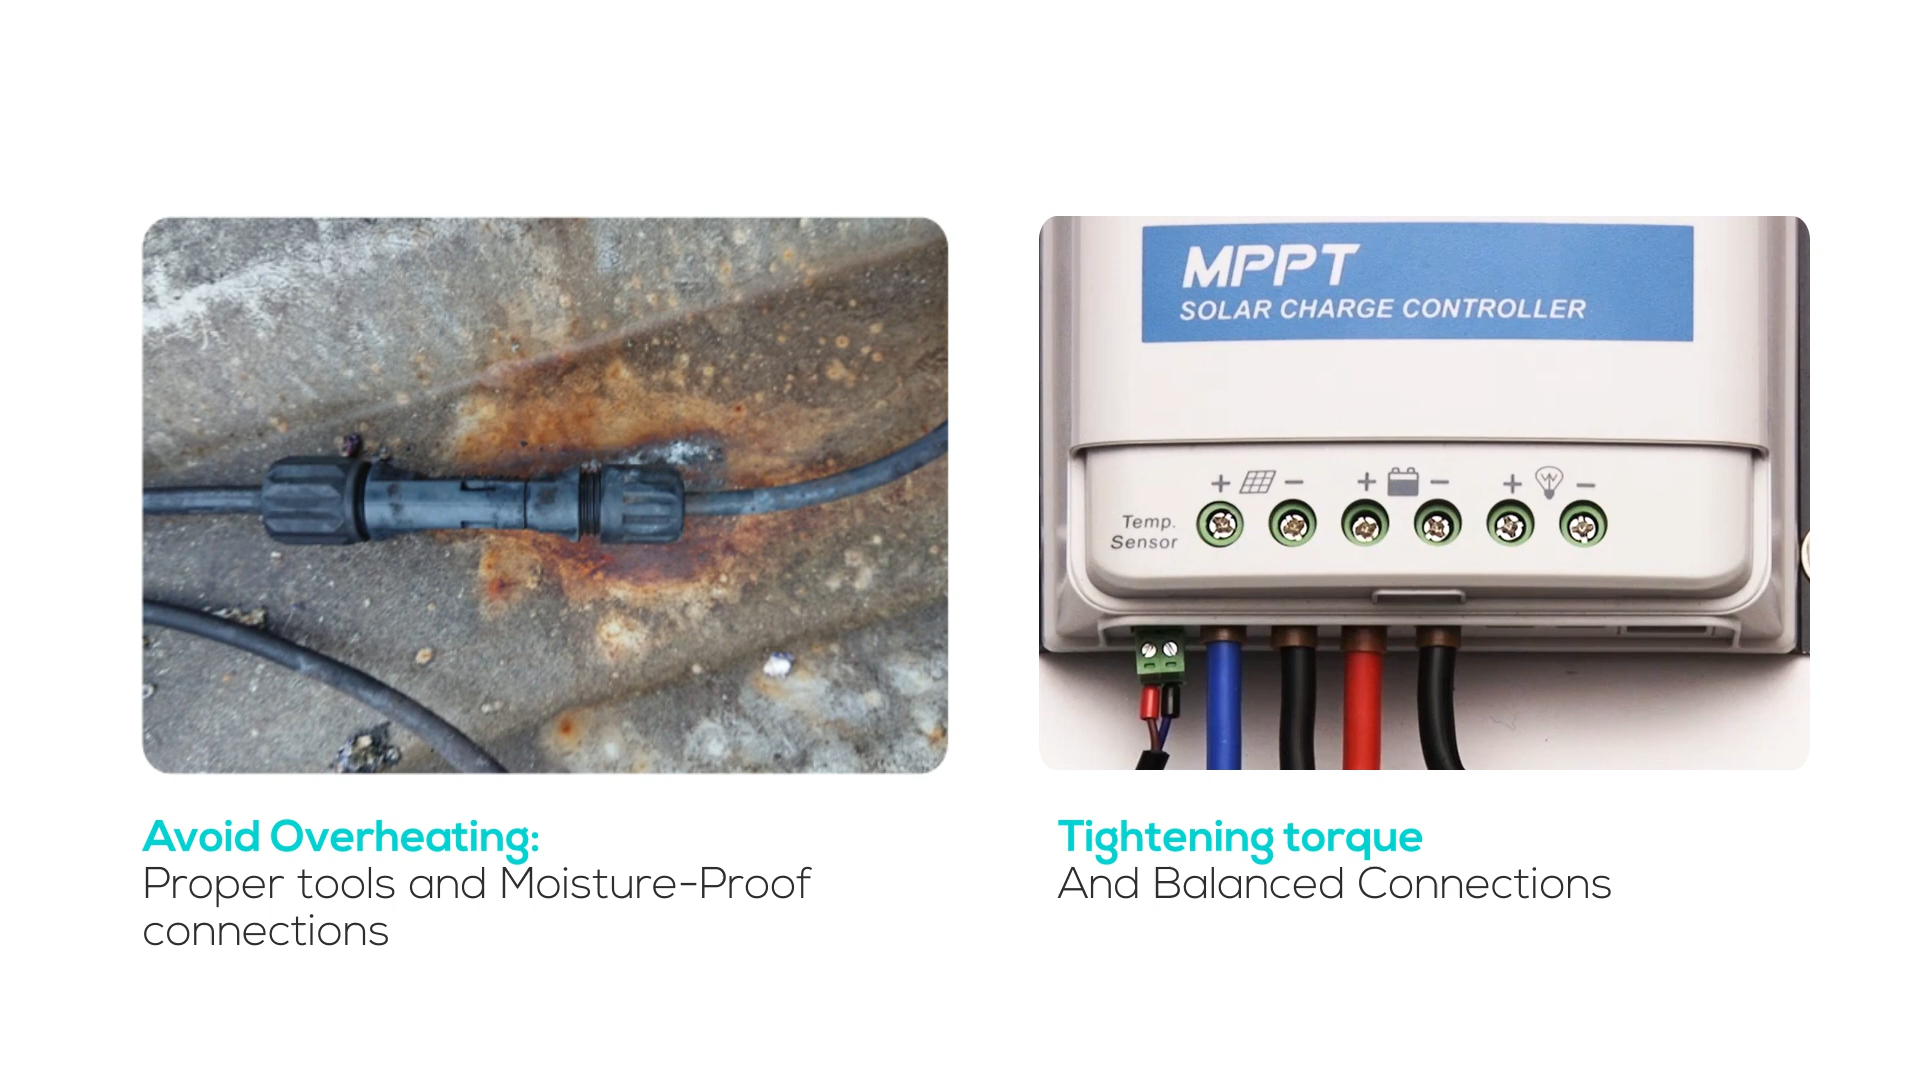 MPPT
SOLAR CHARGE CONTROLLER
+ − + − + −
Temp.
Sensor
Avoid Overheating:
Proper tools and Moisture-Proof
connections
Tightening torque
And Balanced Connections